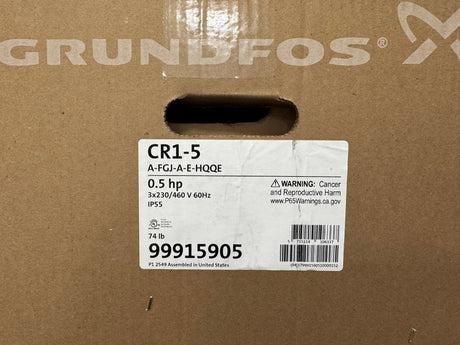 GRUNDFOS
CR1-5
A-FGJ-A-E-HQQE
0.5 hp
3x230/460 V 60Hz
IP55
⚠ WARNING: Cancer
and Reproductive Harm
www.P65Warnings.ca.gov
74 lb
99915905
P1 2549 Assembled in United States